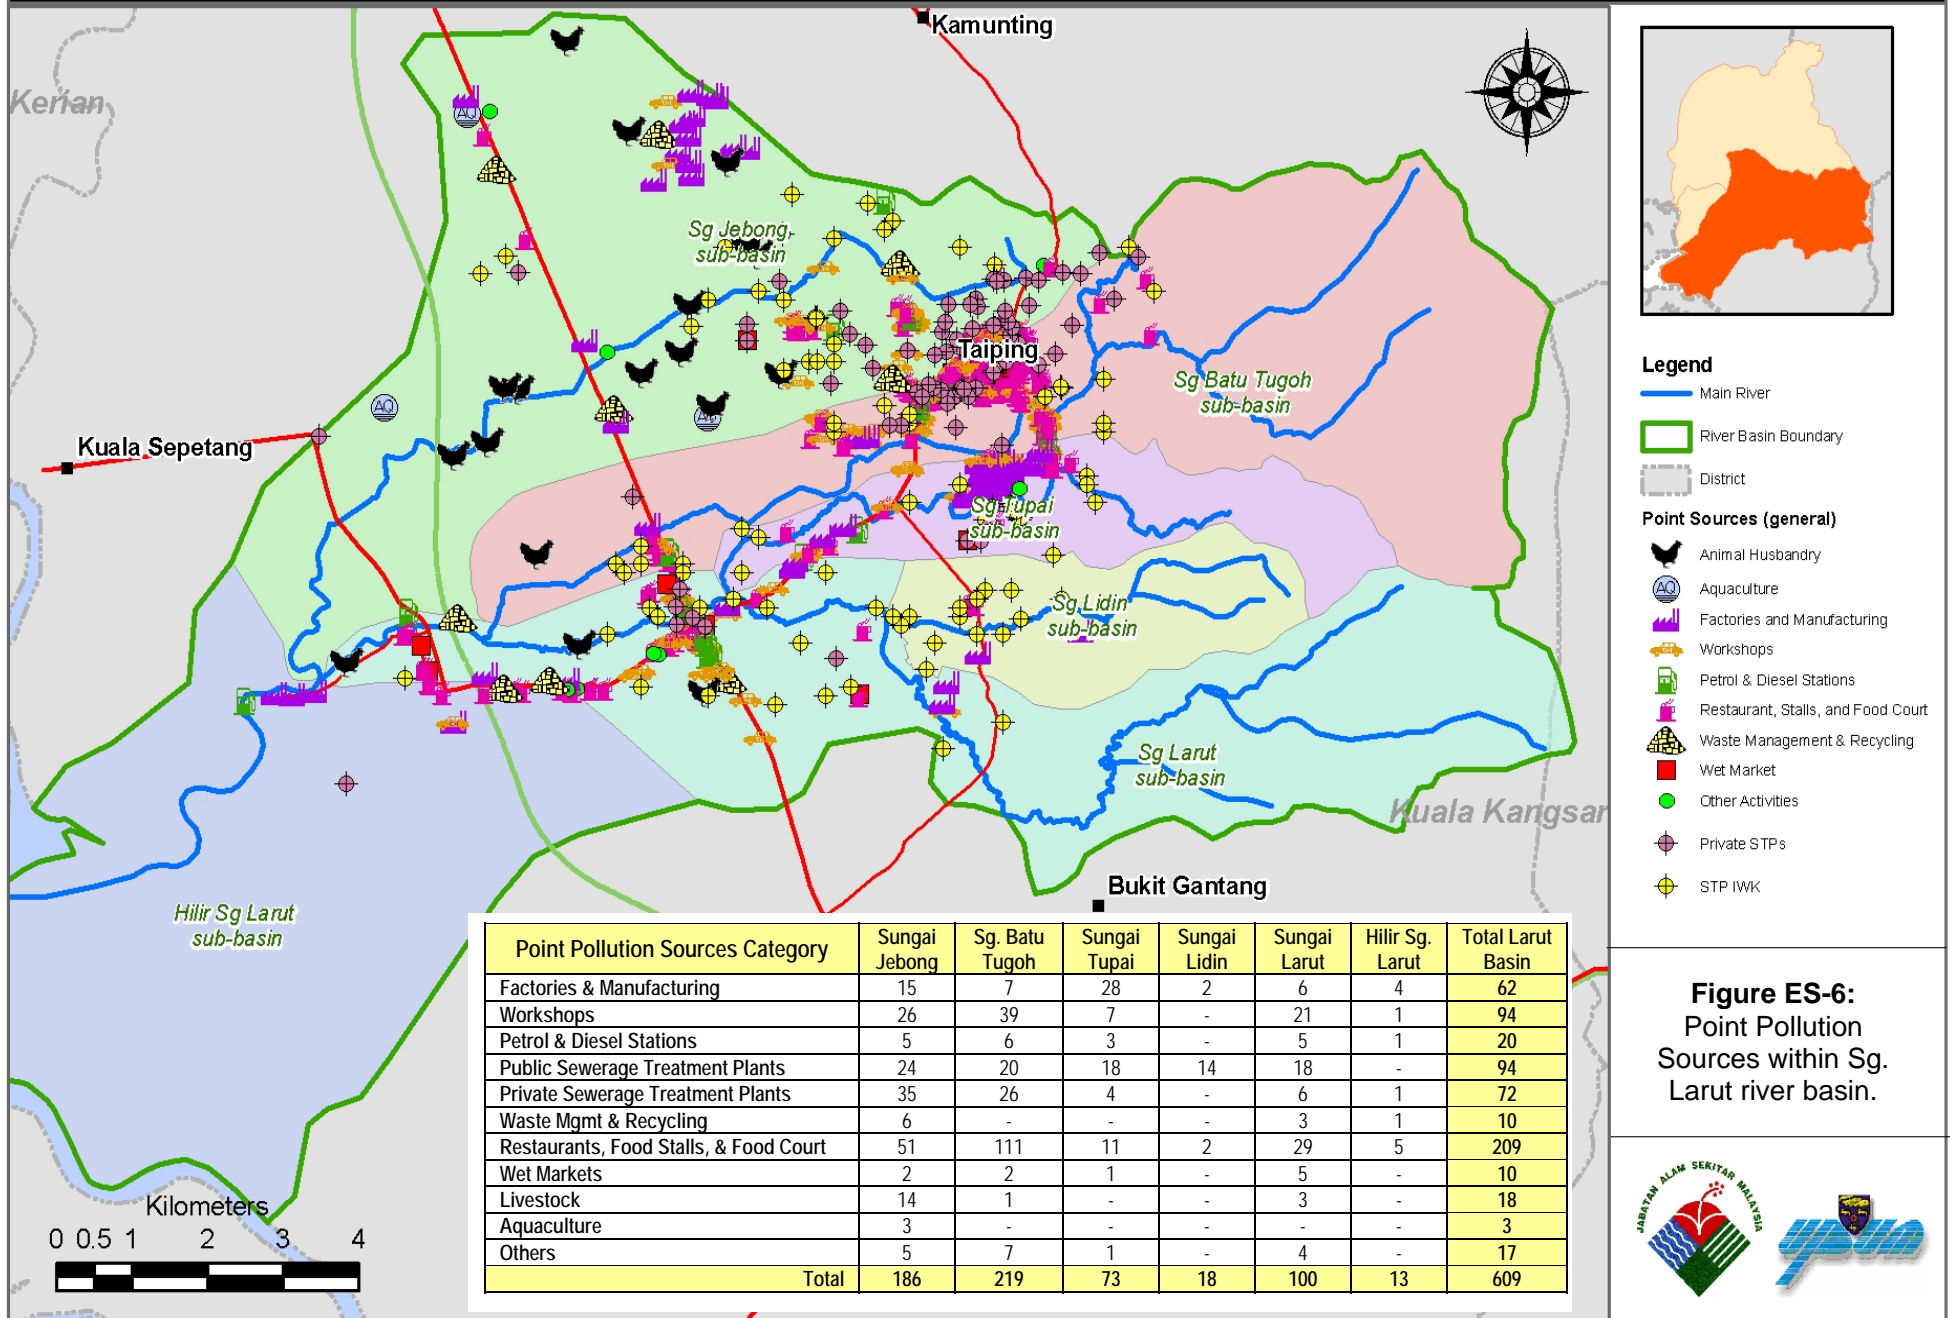 Kamunting
Kerian
Sg Jebong
sub-basin
Taiping
Sg Batu Tugoh
sub-basin
AQ
AQ
AQ
Kuala Sepetang
Sg Tupai
sub-basin
Sg Lidin
sub-basin
Sg Larut
sub-basin
Kuala Kangsar
Bukit Gantang
Hilir Sg Larut
sub-basin
Kilometers
0 0.5 1 2 3 4
Point Pollution Sources Category Sungai Jebong Sg. Batu Tugoh Sungai Tupai Sungai Lidin Sungai Larut Hilir Sg. Larut Total Larut Basin
Factories & Manufacturing 15 7 28 2 6 4 62
Workshops 26 39 7 - 21 1 94
Petrol & Diesel Stations 5 6 3 - 5 1 20
Public Sewerage Treatment Plants 24 20 18 14 18 - 94
Private Sewerage Treatment Plants 35 26 4 - 6 1 72
Waste Mgmt & Recycling 6 - - - 3 1 10
Restaurants, Food Stalls, & Food Court 51 111 11 2 29 5 209
Wet Markets 2 2 1 - 5 - 10
Livestock 14 1 - - 3 - 18
Aquaculture 3 - - - - - 3
Others 5 7 1 - 4 - 17
Total 186 219 73 18 100 13 609
Legend
Main River
River Basin Boundary
District
Point Sources (general)
Animal Husbandry
AQ Aquaculture
Factories and Manufacturing
Workshops
Petrol & Diesel Stations
Restaurant, Stalls, and Food Court
Waste Management & Recycling
Wet Market
Other Activities
Private STPs
STP IWK
Figure ES-6:
Point Pollution
Sources within Sg.
Larut river basin.
JABATAN ALAM SEKITAR MALAYSIA